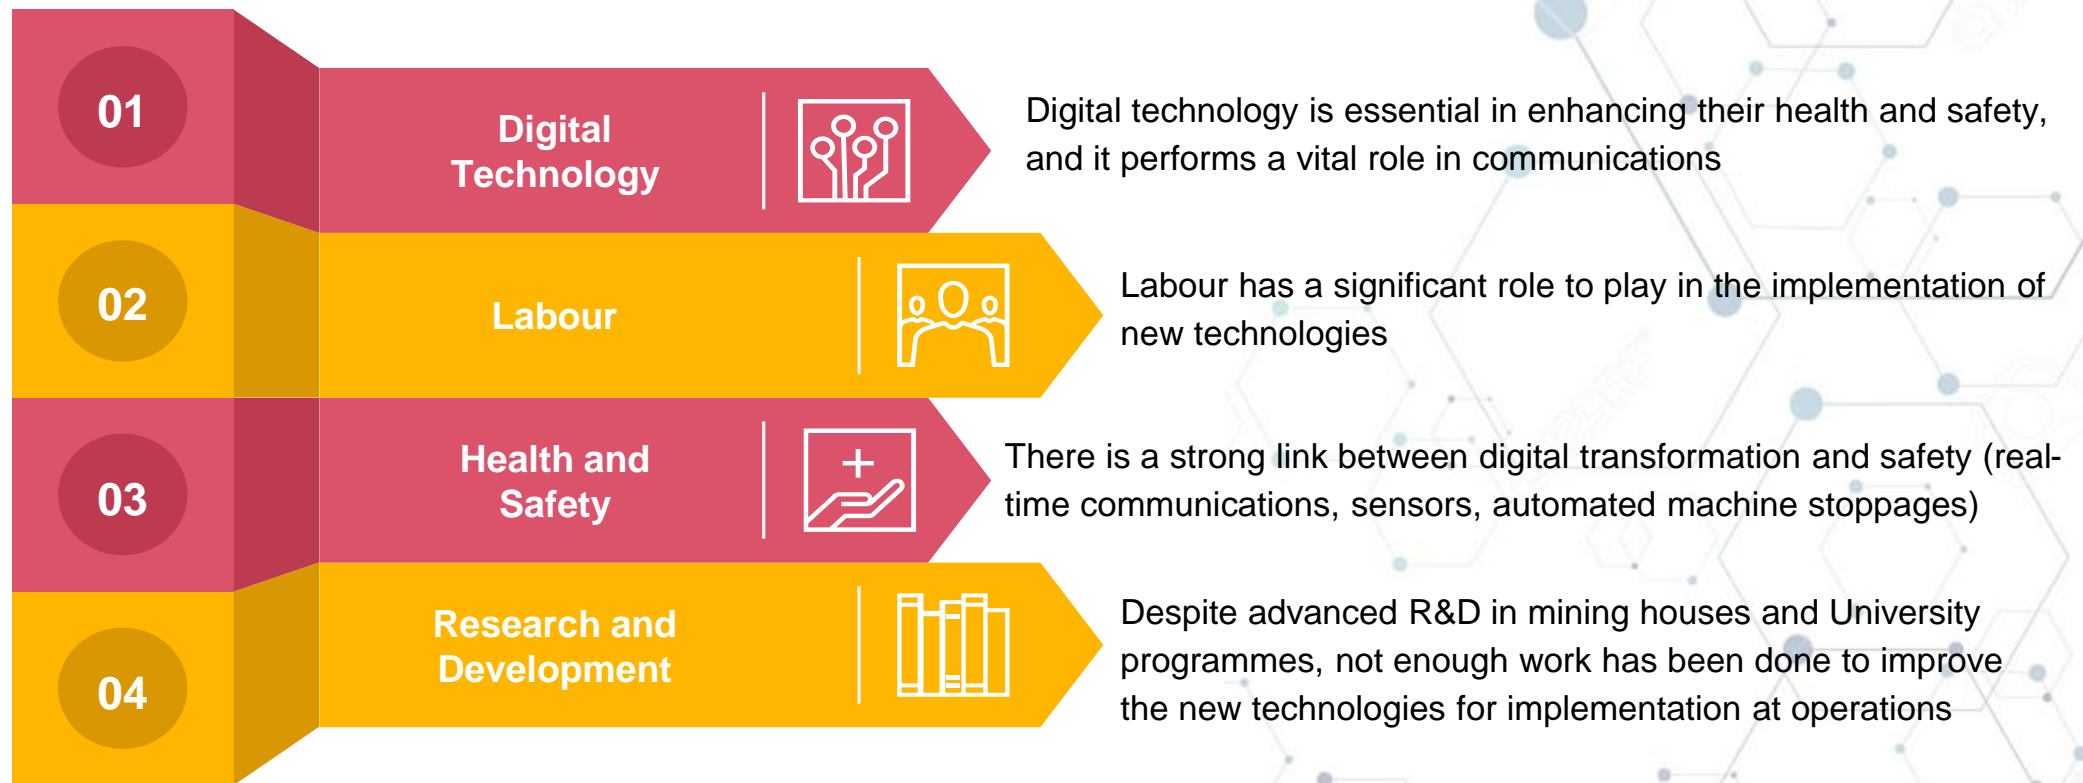 01
Digital
Technology
Digital technology is essential in enhancing their health and safety,
and it performs a vital role in communications
02
Labour
Labour has a significant role to play in the implementation of
new technologies
03
Health and
Safety
There is a strong link between digital transformation and safety (real-
time communications, sensors, automated machine stoppages)
04
Research and
Development
Despite advanced R&D in mining houses and University
programmes, not enough work has been done to improve
the new technologies for implementation at operations